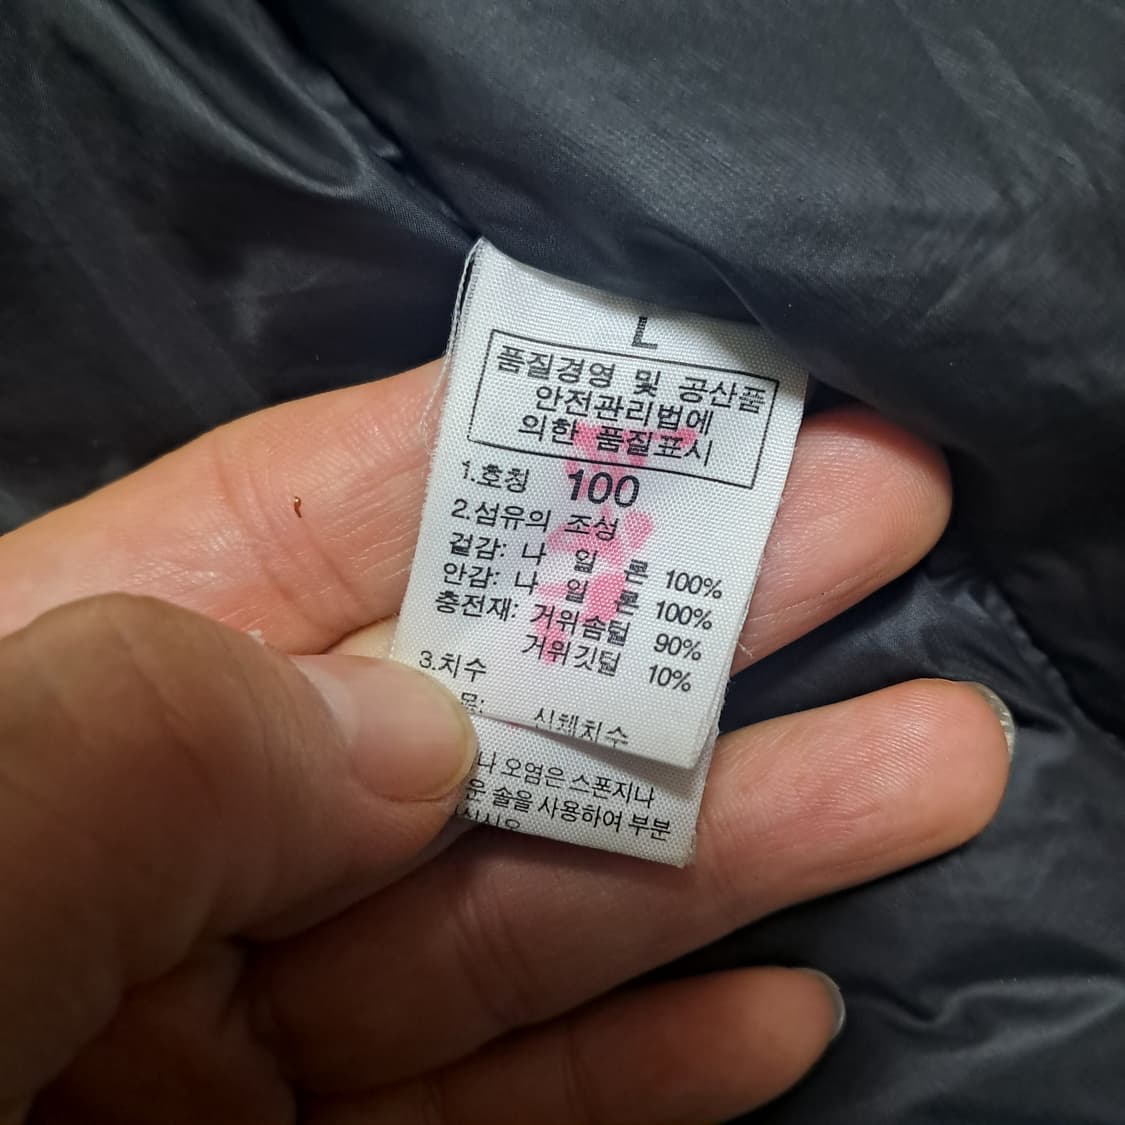 L
품질경영 및 공산품
안전관리법에
의한 품질표시
1.호칭 100
2.섬유의 조성
겉감: 나 일 론 100%
안감: 나 일 론 100%
충전재: 거위솜털 90%
거위깃털 10%
3.치수
신체치수
나 오염은 스폰지나
운 솔을 사용하여 부분
십시오